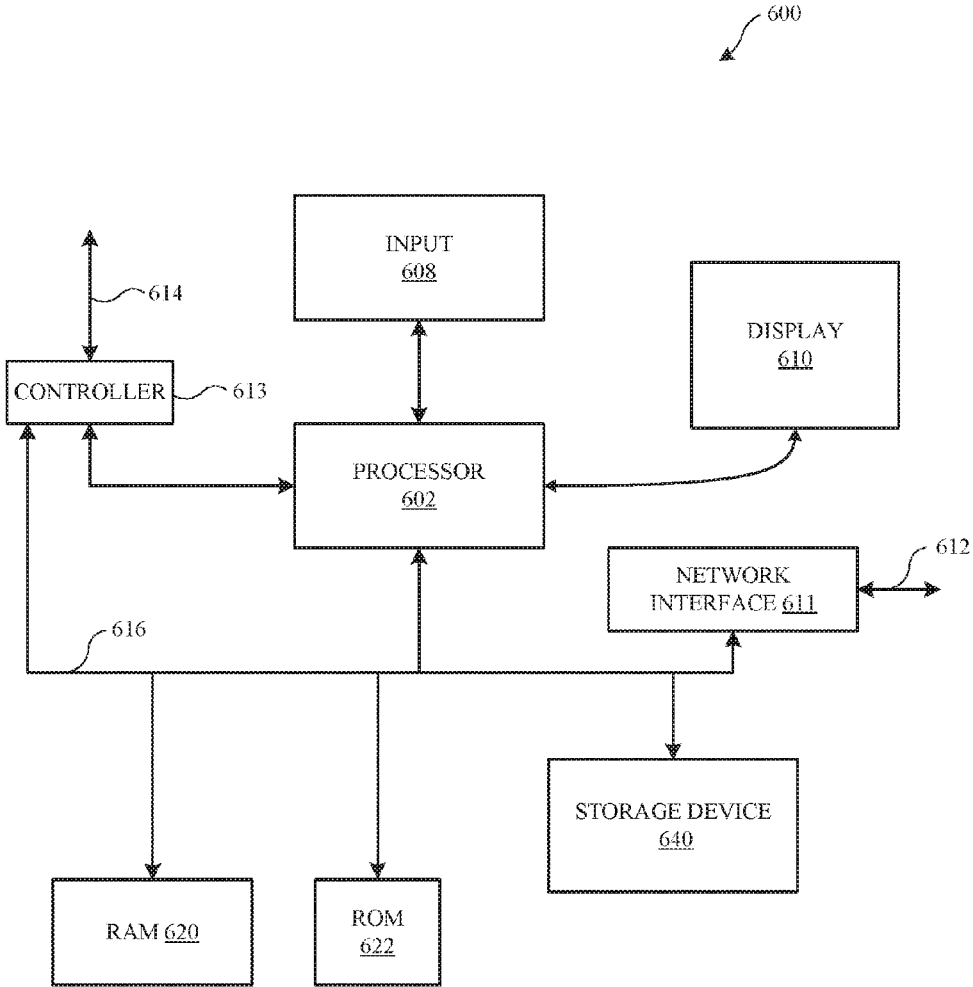 600
INPUT
608
614
DISPLAY
610
CONTROLLER
613
PROCESSOR
602
612
NETWORK
INTERFACE 611
616
STORAGE DEVICE
640
RAM 620
ROM
622